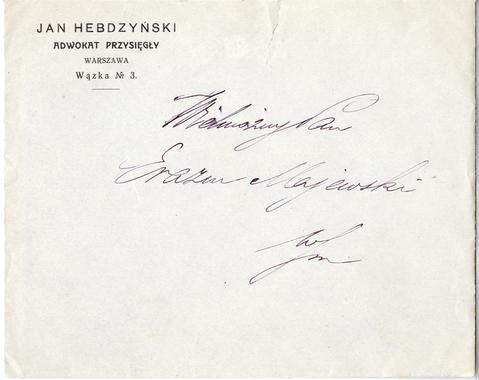 JAN HEBDZYŃSKI
ADWOKAT PRZYSIĘGŁY
WARSZAWA
Wązka № 3.
Wielmożny Pan
Erazm Majewski